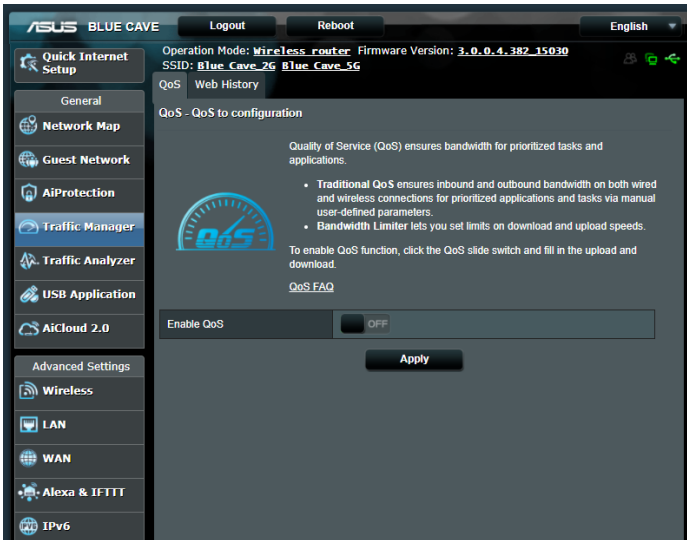 ASUS BLUE CAVE
Logout
Reboot
English
Quick Internet
Setup
General
Network Map
Guest Network
AiProtection
Traffic Manager
Traffic Analyzer
USB Application
AiCloud 2.0
Advanced Settings
Wireless
LAN
WAN
Alexa & IFTTT
IPv6
Operation Mode: Wireless router Firmware Version: 3.0.0.4.382_15030
SSID: Blue Cave_2G Blue Cave_5G
QoS Web History
QoS - QoS to configuration
QoS
Quality of Service (QoS) ensures bandwidth for prioritized tasks and
applications.
• Traditional QoS ensures inbound and outbound bandwidth on both wired
and wireless connections for prioritized applications and tasks via manual
user-defined parameters.
• Bandwidth Limiter lets you set limits on download and upload speeds.
To enable QoS function, click the QoS slide switch and fill in the upload and
download.
QoS FAQ
Enable QoS
OFF
Apply